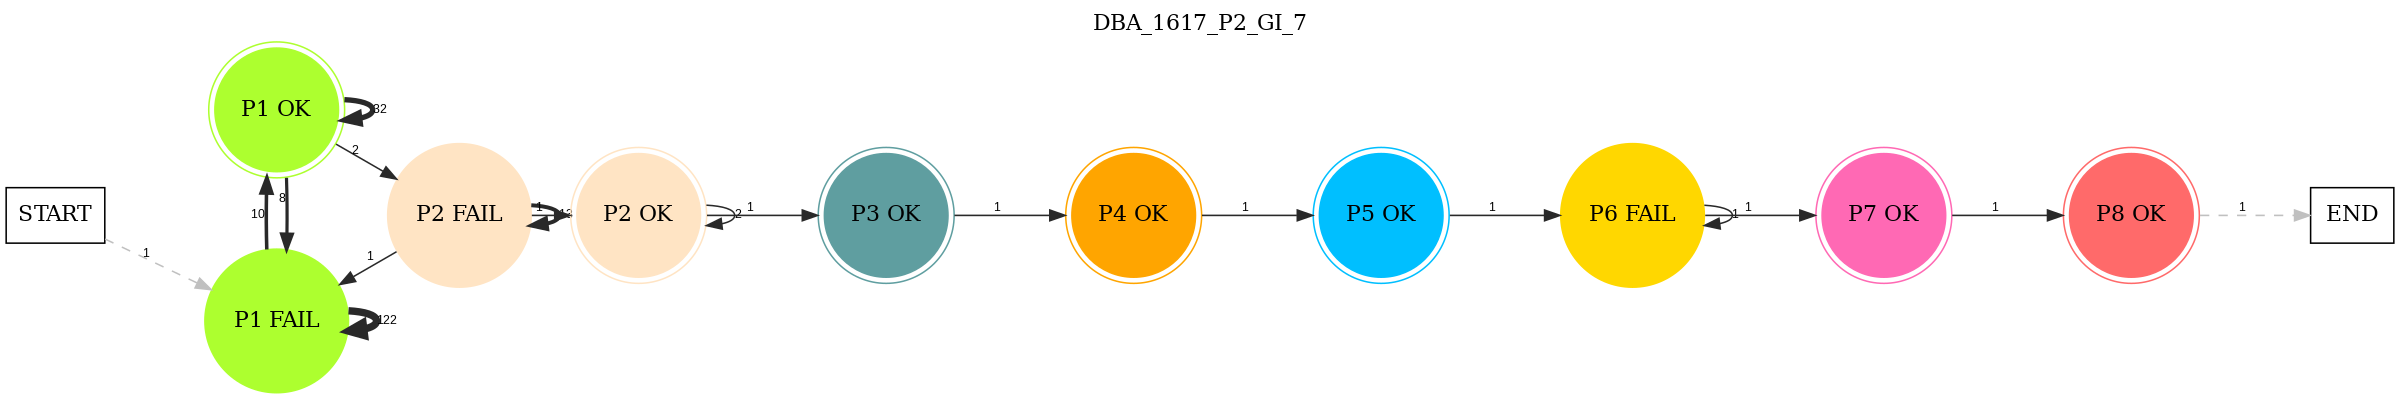 DBA_1617_P2_GI_7
START
1
P1 OK
32
2
8
10
P1 FAIL
122
P2 FAIL
1
1
P2 OK
2
1
P3 OK
1
P4 OK
1
P5 OK
1
P6 FAIL
1
1
P7 OK
1
P8 OK
1
END